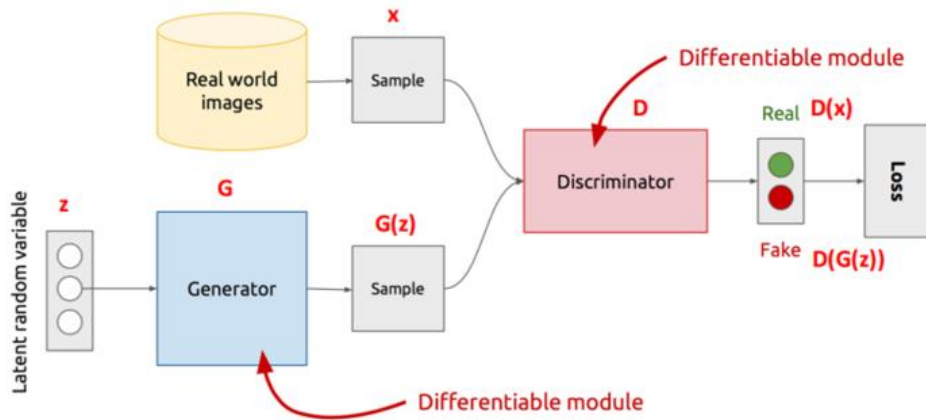 x
Real world
images
Sample
Differentiable module
D
Real
D(x)
Discriminator
Loss
Fake
D(G(z))
Latent random variable
z
G
Generator
G(z)
Sample
Differentiable module